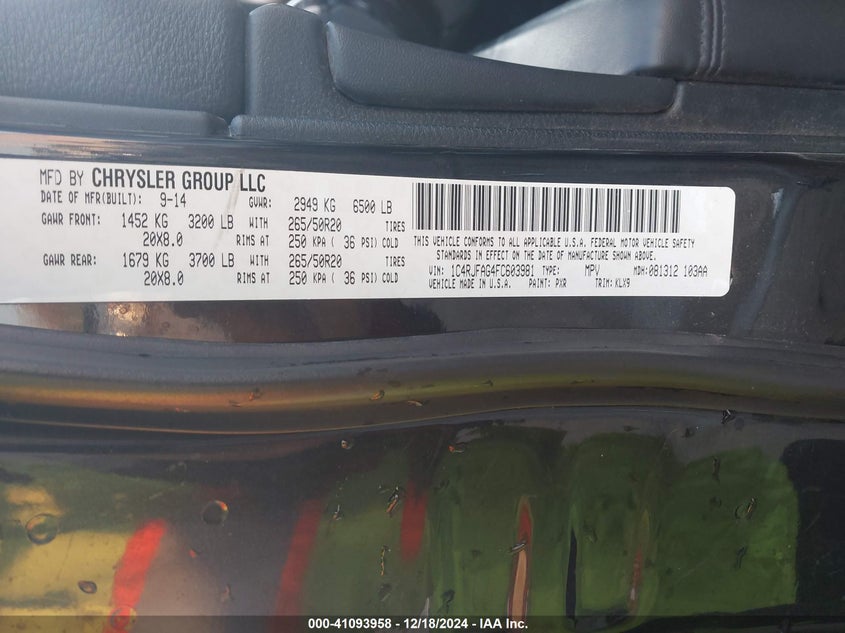 MFD BY CHRYSLER GROUP LLC
DATE OF MFR(BUILT): 9-14 GVWR: 2949 KG 6500 LB
GAWR FRONT: 1452 KG 3200 LB WITH 265/50R20 TIRES
20X8.0 RIMS AT 250 KPA ( 36 PSI) COLD
GAWR REAR: 1679 KG 3700 LB WITH 265/50R20 TIRES
20X8.0 RIMS AT 250 KPA ( 36 PSI) COLD
THIS VEHICLE CONFORMS TO ALL APPLICABLE U.S.A. FEDERAL MOTOR VEHICLE SAFETY
STANDARDS IN EFFECT ON THE DATE OF MANUFACTURE SHOWN ABOVE.
VIN: 1C4RJFAG4FC603981 TYPE: MPV MDH: 081312 103AA
VEHICLE MADE IN U.S.A. PAINT: PXR TRIM: KLX9
000-41093958 - 12/18/2024 - IAA Inc.